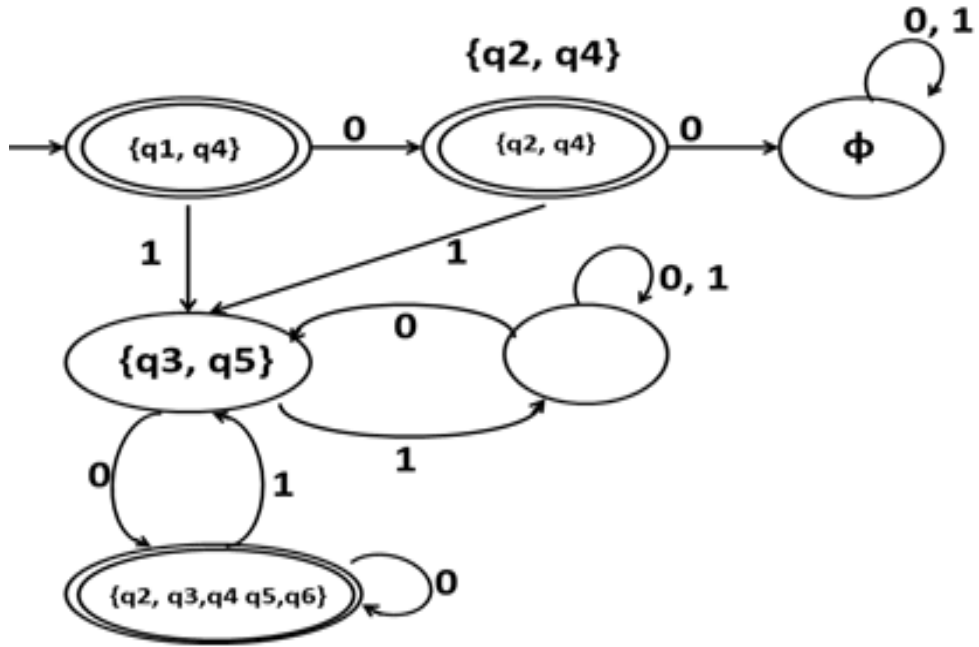 0, 1
{q2, q4}
{q1, q4}
0
{q2, q4}
0
ϕ
1
1
0, 1
0
{q3, q5}
1
0
1
{q2, q3,q4 q5,q6}
0